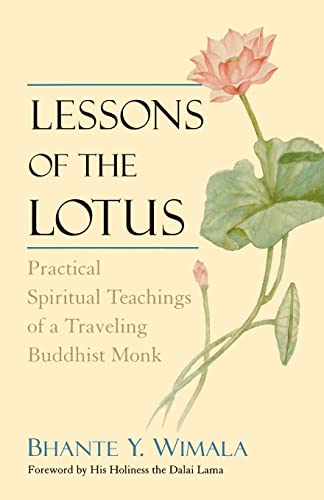 LESSONS
OF THE
LOTUS
Practical
Spiritual Teachings
of a Traveling
Buddhist Monk
BHANTE Y. WIMALA
Foreword by His Holiness the Dalai Lama